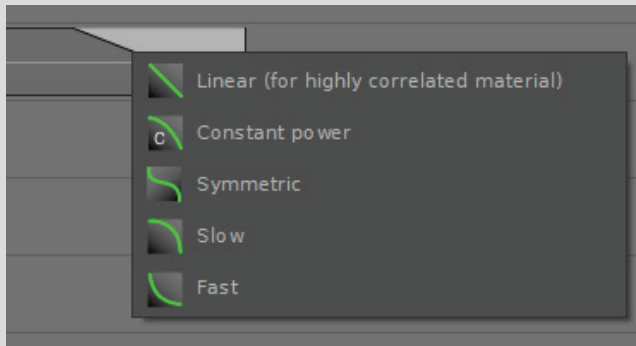 Linear (for highly correlated material)
C Constant power
Symmetric
Slow
Fast